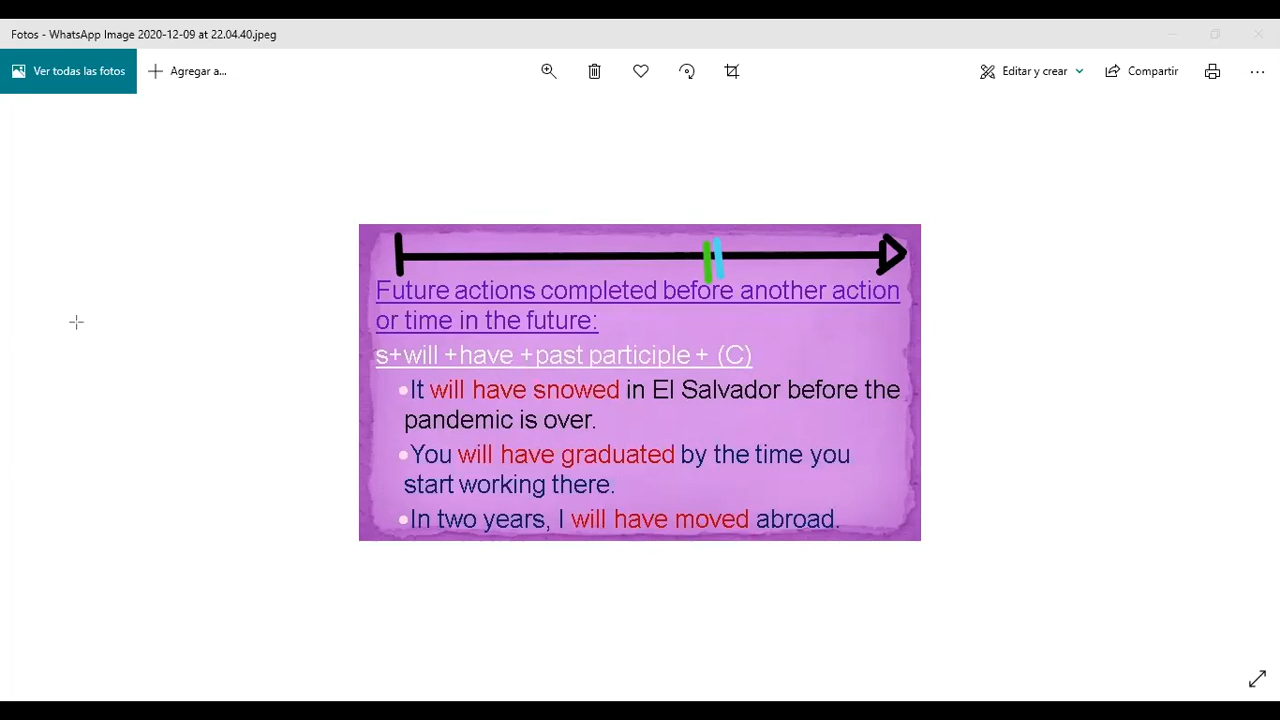 Fotos - WhatsApp Image 2020-12-09 at 22.04.40.jpeg
Ver todas las fotos
Agregar a...
Editar y crear
Compartir
Future actions completed before another action
or time in the future:
s+will +have +past participle + (C)
•It will have snowed in El Salvador before the
pandemic is over.
•You will have graduated by the time you
start working there.
•In two years, I will have moved abroad.